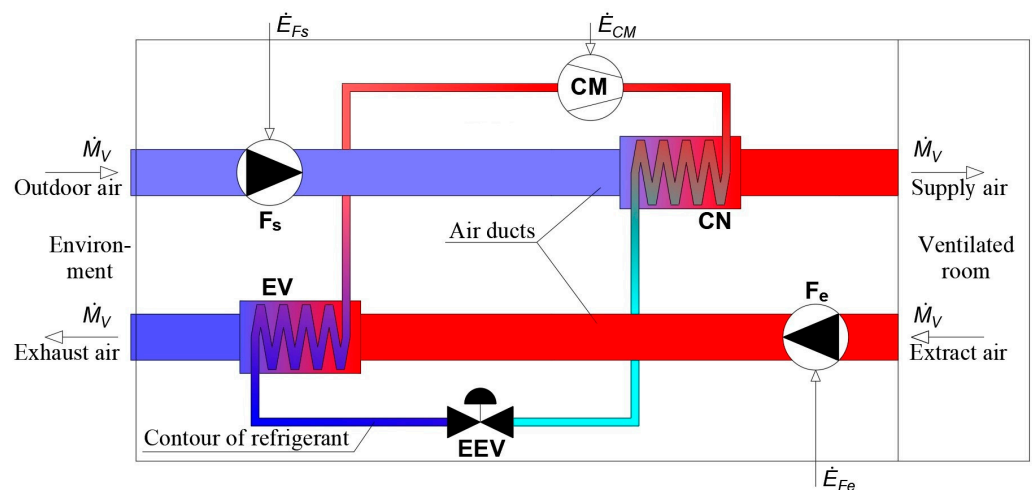 Ė_Fs
Ė_CM
CM
Ṁ_V
Outdoor air
Ṁ_V
Supply air
F_s
CN
Air ducts
Environ-
ment
Ventilated
room
EV
F_e
Ṁ_V
Exhaust air
Ṁ_V
Extract air
Contour of refrigerant
EEV
Ė_Fe